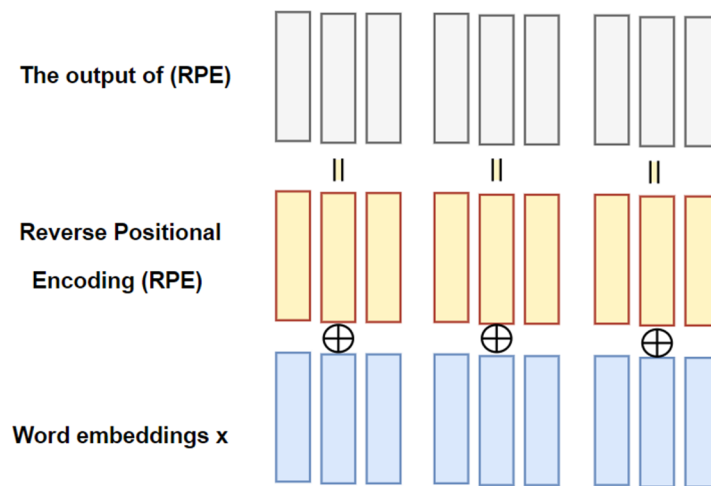 The output of (RPE)
Reverse Positional
Encoding (RPE)
Word embeddings x